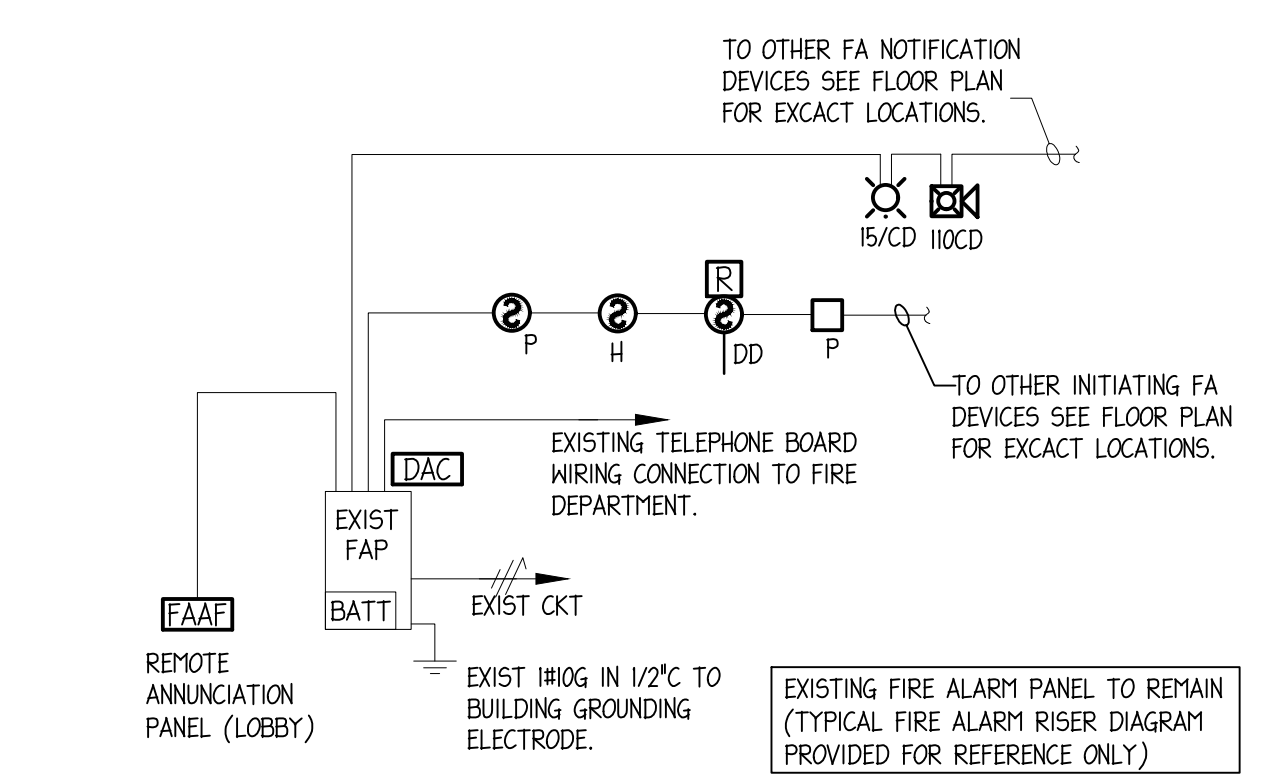 TO OTHER FA NOTIFICATION
DEVICES SEE FLOOR PLAN
FOR EXCACT LOCATIONS.
15/CD 110CD
R
P
H
DD
P
TO OTHER INITIATING FA
DEVICES SEE FLOOR PLAN
FOR EXCACT LOCATIONS.
EXISTING TELEPHONE BOARD
WIRING CONNECTION TO FIRE
DEPARTMENT.
DAC
EXIST
FAP
BATT
EXIST CKT
FAAF
REMOTE
ANNUNCIATION
PANEL (LOBBY)
EXIST 1#10G IN 1/2"C TO
BUILDING GROUNDING
ELECTRODE.
EXISTING FIRE ALARM PANEL TO REMAIN
(TYPICAL FIRE ALARM RISER DIAGRAM
PROVIDED FOR REFERENCE ONLY)